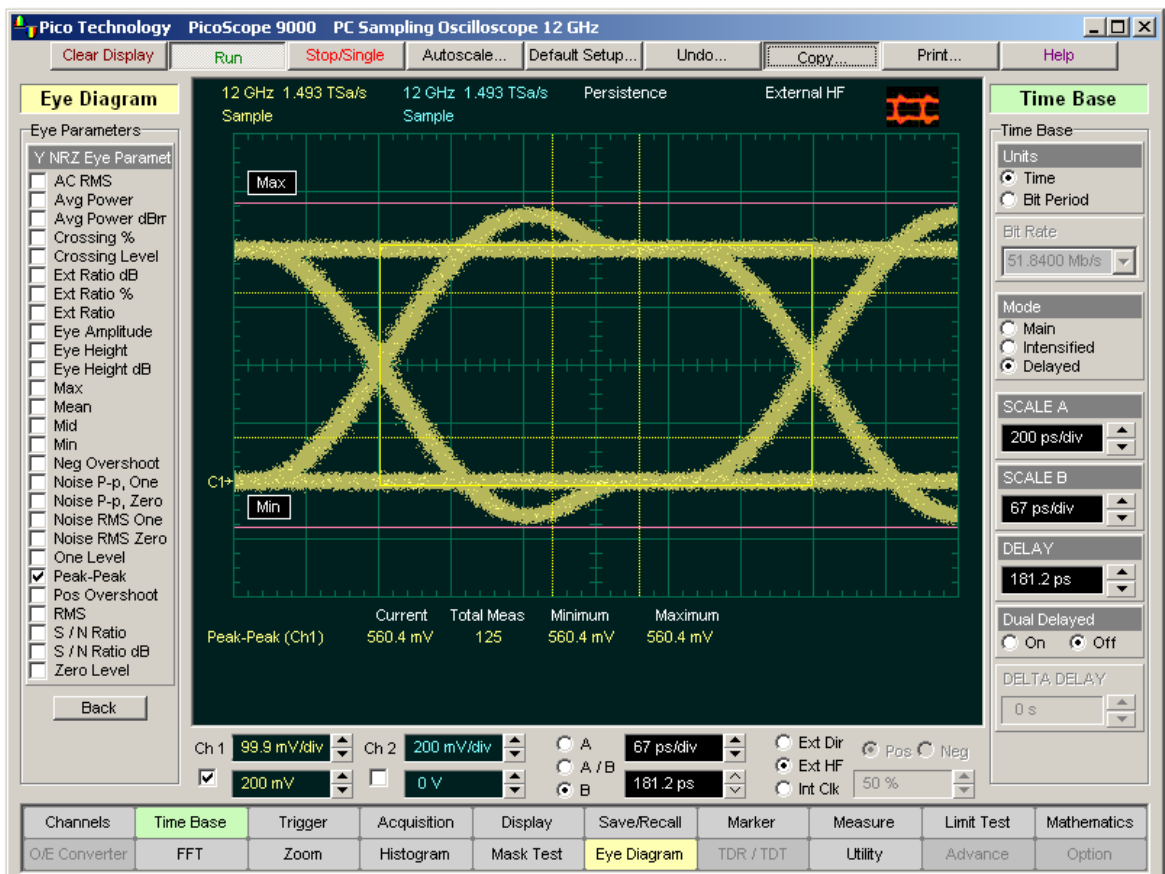 Pico Technology PicoScope 9000 PC Sampling Oscilloscope 12 GHz
Clear Display Run Stop/Single Autoscale... Default Setup... Undo... Copy... Print... Help
Eye Diagram
Eye Parameters
Y NRZ Eye Paramet
AC RMS
Avg Power
Avg Power dBm
Crossing %
Crossing Level
Ext Ratio dB
Ext Ratio %
Ext Ratio
Eye Amplitude
Eye Height
Eye Height dB
Max
Mean
Mid
Min
Neg Overshoot
Noise P-p, One
Noise P-p, Zero
Noise RMS One
Noise RMS Zero
One Level
Peak-Peak
Pos Overshoot
RMS
S / N Ratio
S / N Ratio dB
Zero Level
Back
12 GHz 1.493 TSa/s 12 GHz 1.493 TSa/s Persistence External HF
Sample Sample
Max
C1
Min
Current Total Meas Minimum Maximum
Peak-Peak (Ch1) 560.4 mV 125 560.4 mV 560.4 mV
Time Base
Time Base
Units
Time
Bit Period
Bit Rate
51.8400 Mb/s
Mode
Main
Intensified
Delayed
SCALE A
200 ps/div
SCALE B
67 ps/div
DELAY
181.2 ps
Dual Delayed
On Off
DELTA DELAY
0 s
Ch 1 99.9 mV/div Ch 2 200 mV/div A 67 ps/div Ext Dir Pos Neg
A / B Ext HF
200 mV 0 V B 181.2 ps Int Clk 50 %
Channels Time Base Trigger Acquisition Display Save/Recall Marker Measure Limit Test Mathematics
O/E Converter FFT Zoom Histogram Mask Test Eye Diagram TDR / TDT Utility Advance Option